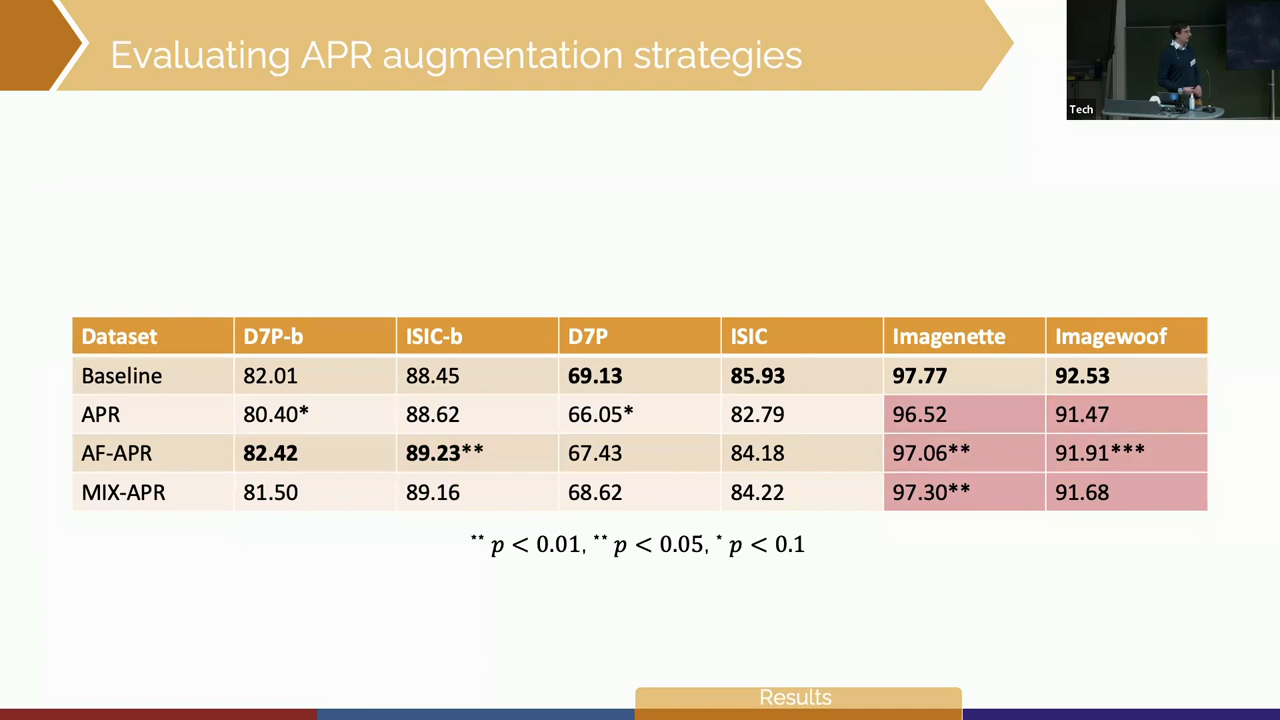 Evaluating APR augmentation strategies
Tech
Dataset D7P-b ISIC-b D7P ISIC Imagenette Imagewoof
Baseline 82.01 88.45 69.13 85.93 97.77 92.53
APR 80.40* 88.62 66.05* 82.79 96.52 91.47
AF-APR 82.42 89.23** 67.43 84.18 97.06** 91.91***
MIX-APR 81.50 89.16 68.62 84.22 97.30** 91.68
** p < 0.01, ** p < 0.05, * p < 0.1
Results